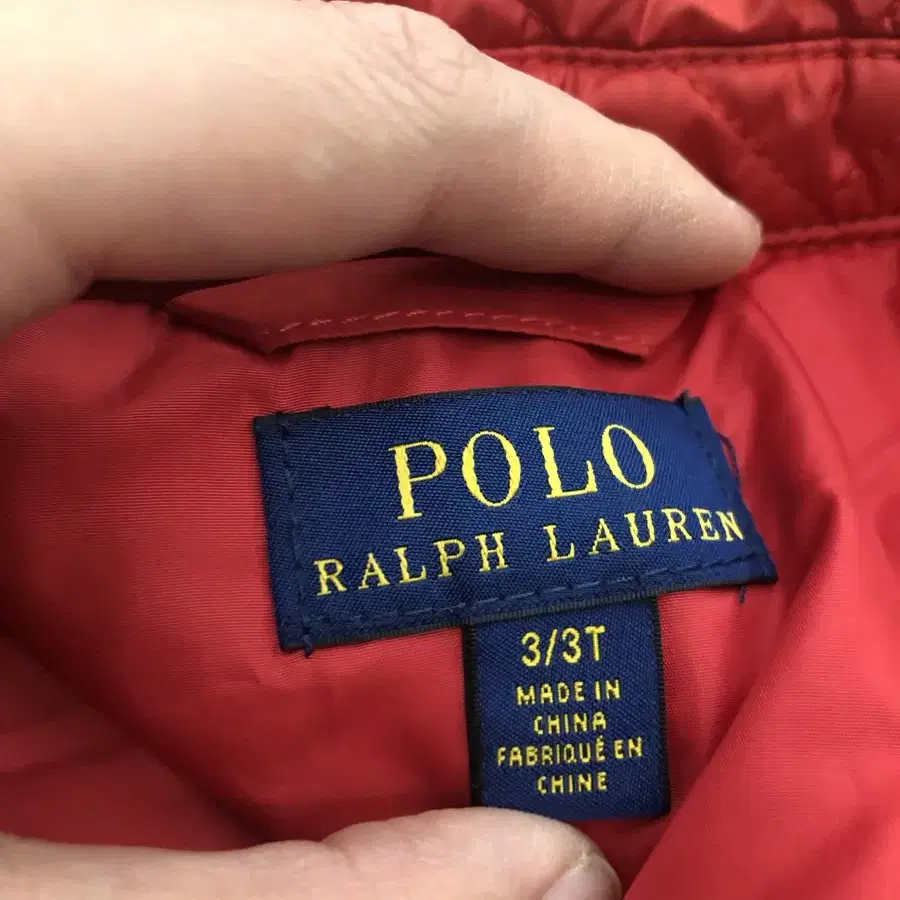 POLO
RALPH LAUREN
3/3T
MADE IN
CHINA
FABRIQUÉ EN
CHINE